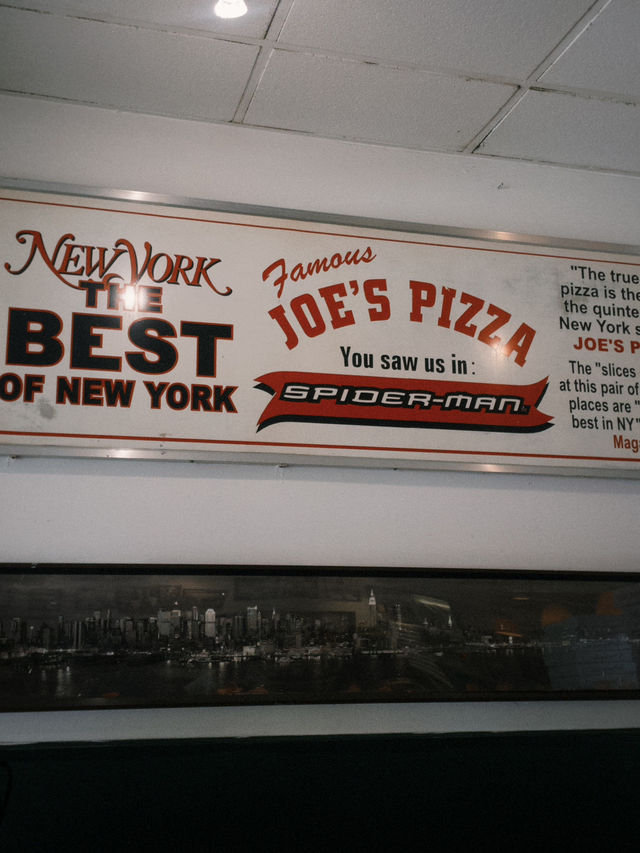 NEW YORK
THE
BEST
OF NEW YORK
Famous
JOE'S PIZZA
You saw us in:
SPIDER-MAN
"The true
pizza is the
the quinte
New York s
JOE'S P
The "slices
at this pair of
places are "
best in NY"
Maga